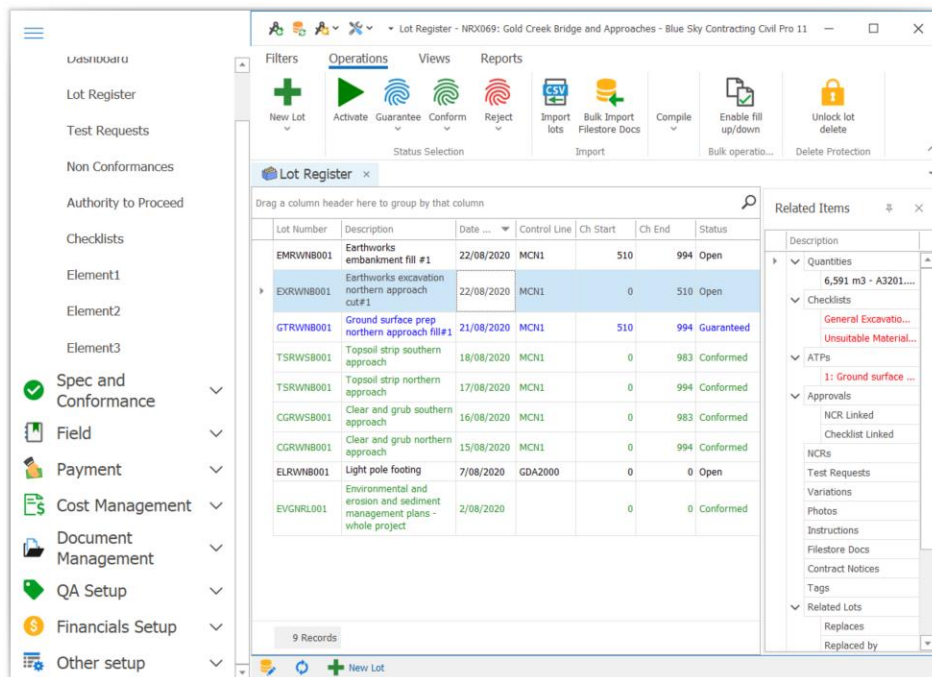 Lot Register - NRX069: Gold Creek Bridge and Approaches - Blue Sky Contracting Civil Pro 11
Filters Operations Views Reports
New Lot
Activate Guarantee Conform Reject
Import lots
Bulk Import Filestore Docs
Compile
Enable fill up/down
Unlock lot delete
Status Selection Import Bulk operatio... Delete Protection
Dashboard
Lot Register
Test Requests
Non Conformances
Authority to Proceed
Checklists
Element1
Element2
Element3
Spec and
Conformance
Field
Payment
Cost Management
Document
Management
QA Setup
Financials Setup
Other setup
Lot Register
Drag a column header here to group by that column
Lot Number Description Date ... Control Line Ch Start Ch End Status
EMRWNB001 Earthworks embankment fill #1 22/08/2020 MCN1 510 994 Open
EXRWNB001 Earthworks excavation northern approach cut#1 22/08/2020 MCN1 0 510 Open
GTRWNB001 Ground surface prep northern approach fill#1 21/08/2020 MCN1 510 994 Guaranteed
TSRWSB001 Topsoil strip southern approach 18/08/2020 MCN1 0 983 Conformed
TSRWNB001 Topsoil strip northern approach 17/08/2020 MCN1 0 994 Conformed
CGRWSB001 Clear and grub southern approach 16/08/2020 MCN1 0 983 Conformed
CGRWNB001 Clear and grub northern approach 15/08/2020 MCN1 0 994 Conformed
ELRWNB001 Light pole footing 7/08/2020 GDA2000 0 0 Open
EVGNRL001 Environmental and erosion and sediment management plans - whole project 2/08/2020 0 0 Conformed
9 Records
New Lot
Related Items
Description
Quantities
6,591 m3 - A3201....
Checklists
General Excavatio...
Unsuitable Material...
ATPs
1: Ground surface ...
Approvals
NCR Linked
Checklist Linked
NCRs
Test Requests
Variations
Photos
Instructions
Filestore Docs
Contract Notices
Tags
Related Lots
Replaces
Replaced by
CSV